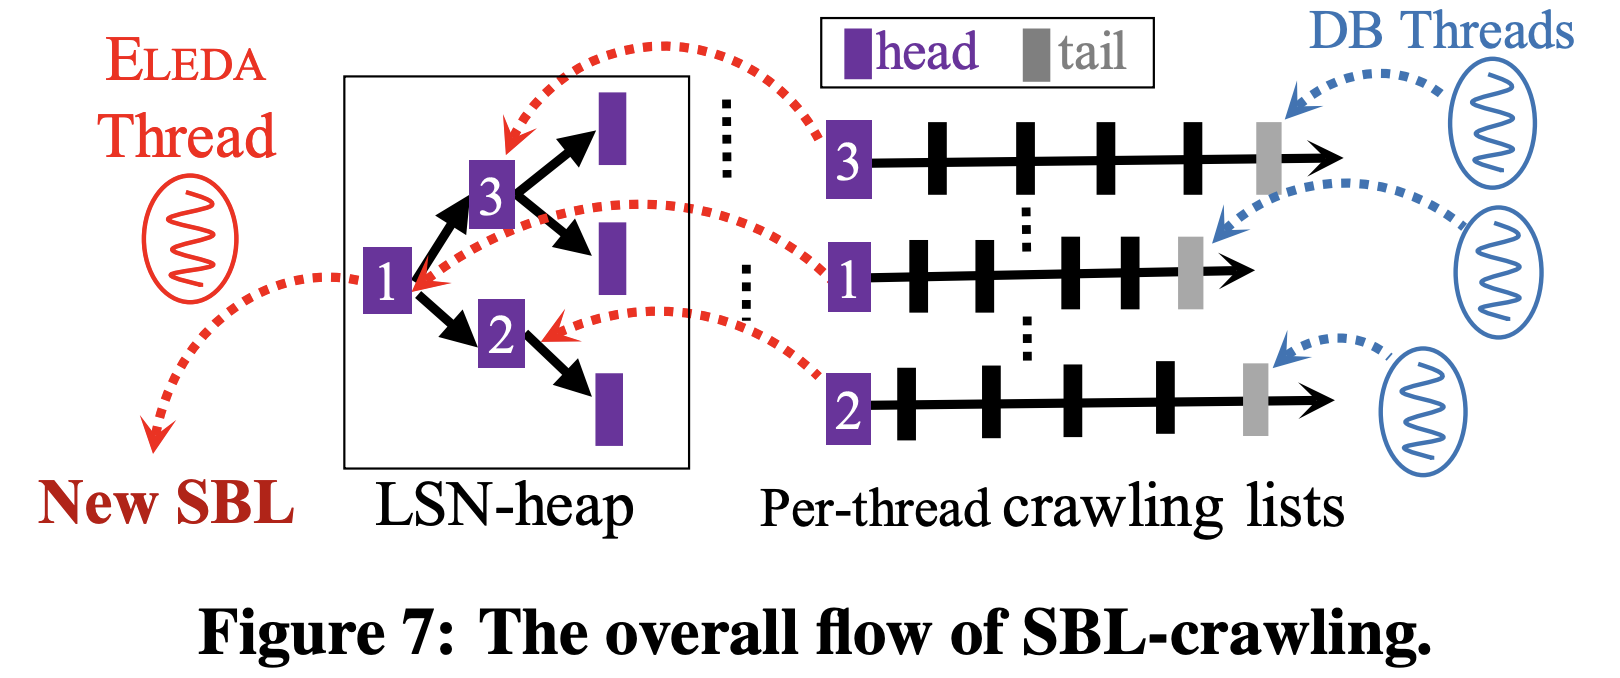 ELEDA
Thread
head
tail
DB Threads
3
3
1
1
2
2
New SBL
LSN-heap
Per-thread crawling lists
Figure 7: The overall flow of SBL-crawling.